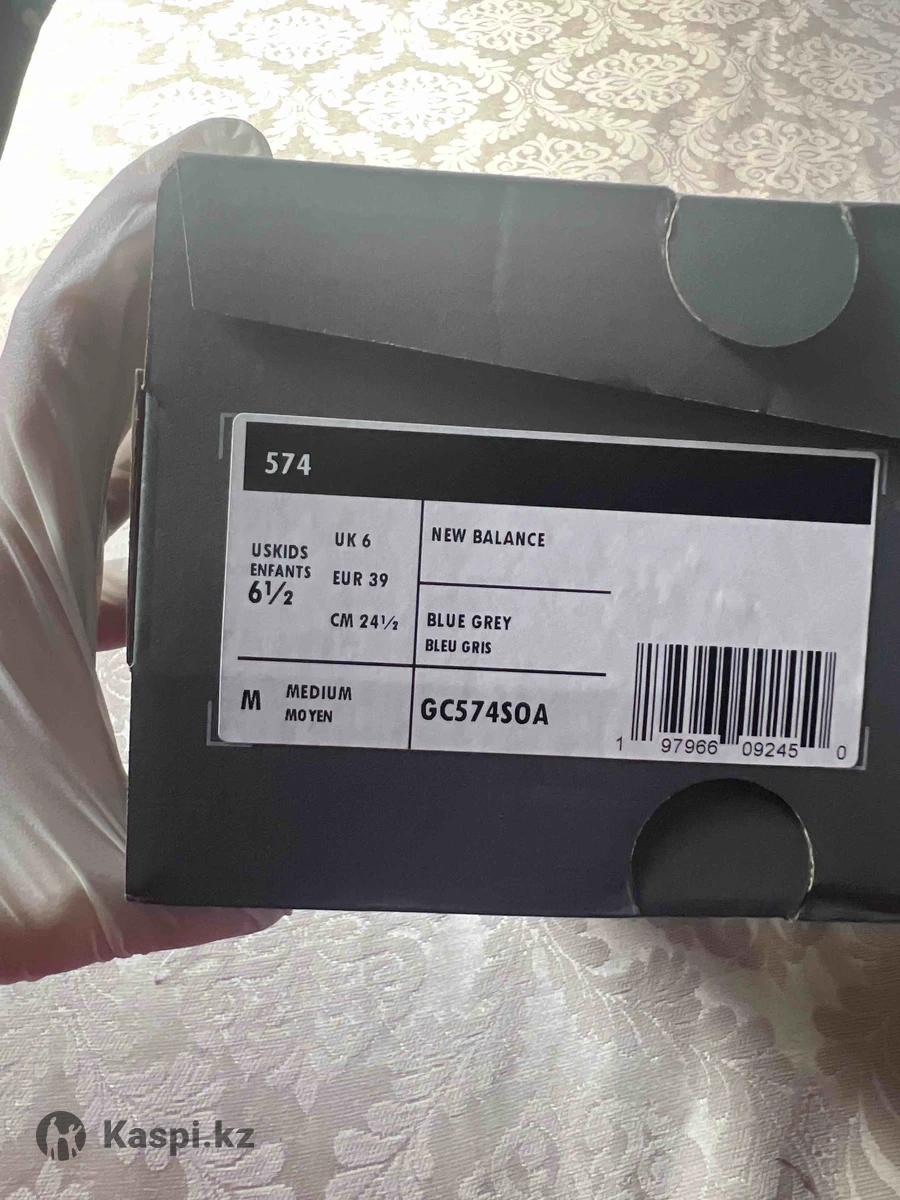 574
USKIDS
ENFANTS
6½
UK 6
EUR 39
CM 24½
NEW BALANCE
BLUE GREY
BLEU GRIS
M
MEDIUM
MOYEN
GC574SOA
1 97966 09245 0
Kaspi.kz